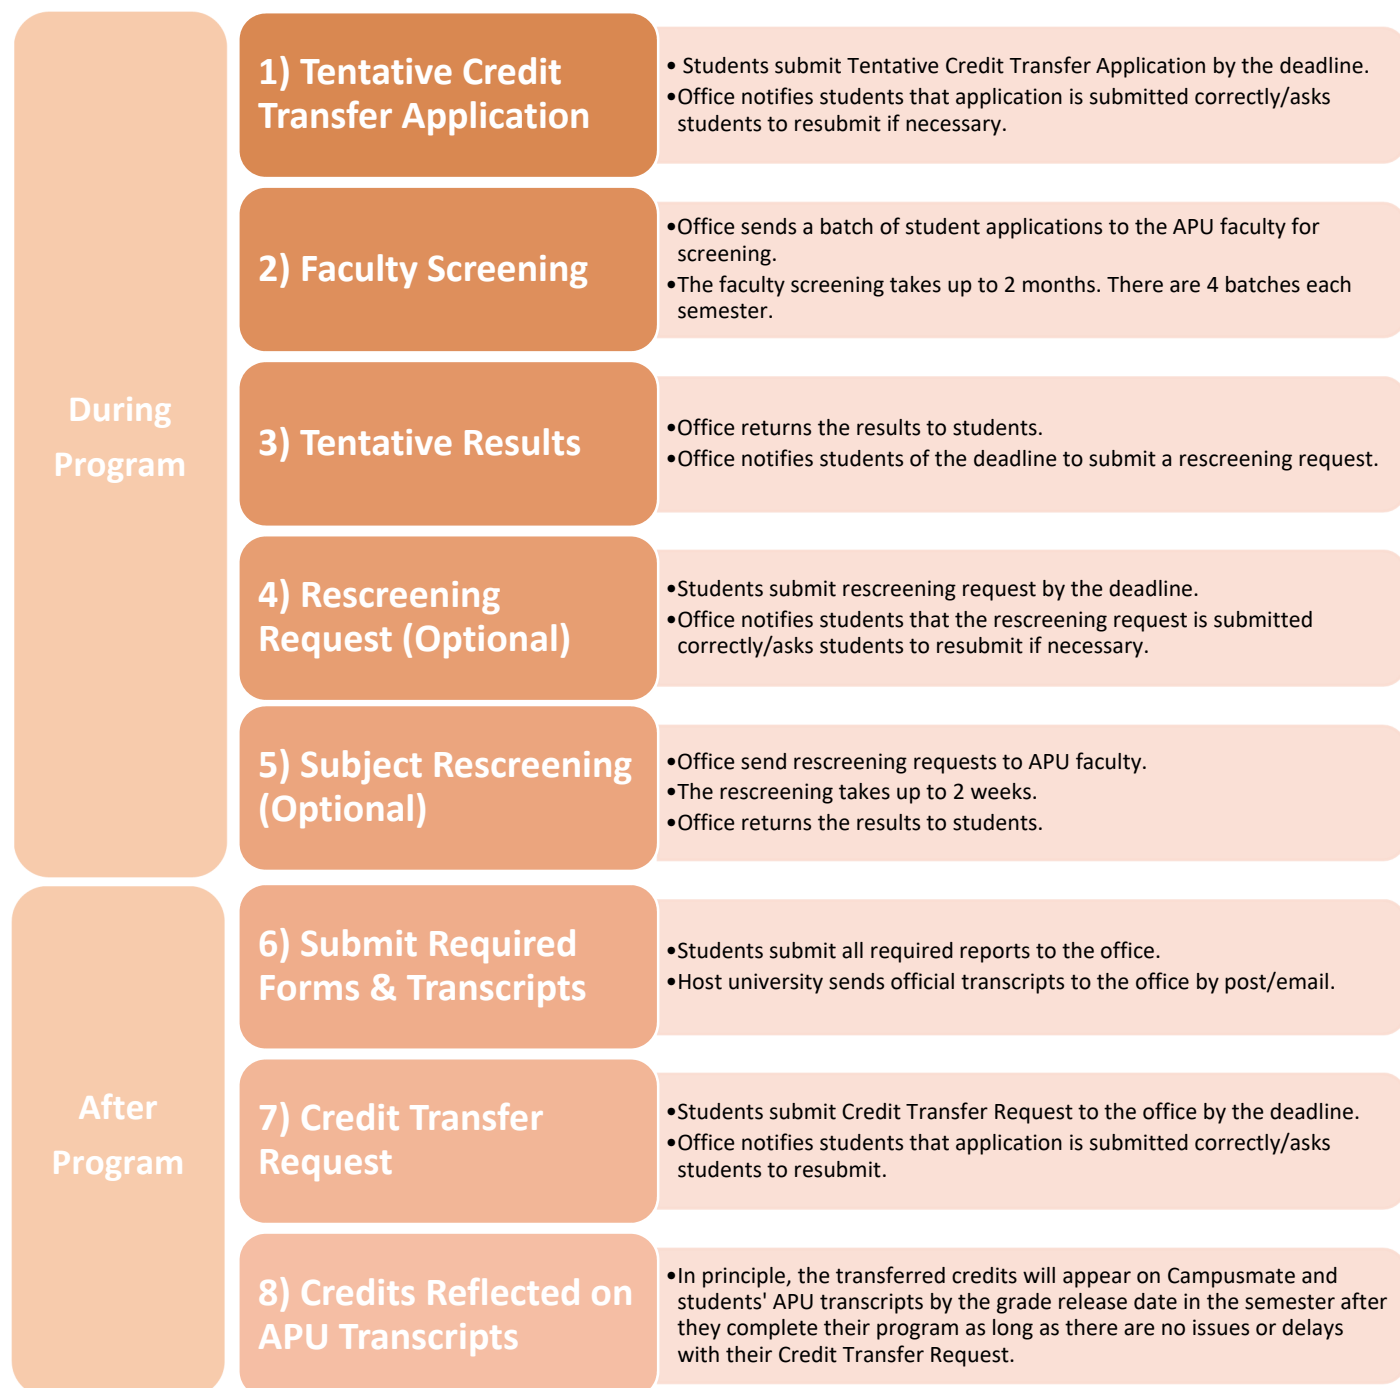 During
Program
1) Tentative Credit
Transfer Application
• Students submit Tentative Credit Transfer Application by the deadline.
•Office notifies students that application is submitted correctly/asks
students to resubmit if necessary.
2) Faculty Screening
•Office sends a batch of student applications to the APU faculty for
screening.
•The faculty screening takes up to 2 months. There are 4 batches each
semester.
3) Tentative Results
•Office returns the results to students.
•Office notifies students of the deadline to submit a rescreening request.
4) Rescreening
Request (Optional)
•Students submit rescreening request by the deadline.
•Office notifies students that the rescreening request is submitted
correctly/asks students to resubmit if necessary.
5) Subject Rescreening
(Optional)
•Office send rescreening requests to APU faculty.
•The rescreening takes up to 2 weeks.
•Office returns the results to students.
After
Program
6) Submit Required
Forms & Transcripts
•Students submit all required reports to the office.
•Host university sends official transcripts to the office by post/email.
7) Credit Transfer
Request
•Students submit Credit Transfer Request to the office by the deadline.
•Office notifies students that application is submitted correctly/asks
students to resubmit.
8) Credits Reflected on
APU Transcripts
•In principle, the transferred credits will appear on Campusmate and
students' APU transcripts by the grade release date in the semester after
they complete their program as long as there are no issues or delays
with their Credit Transfer Request.